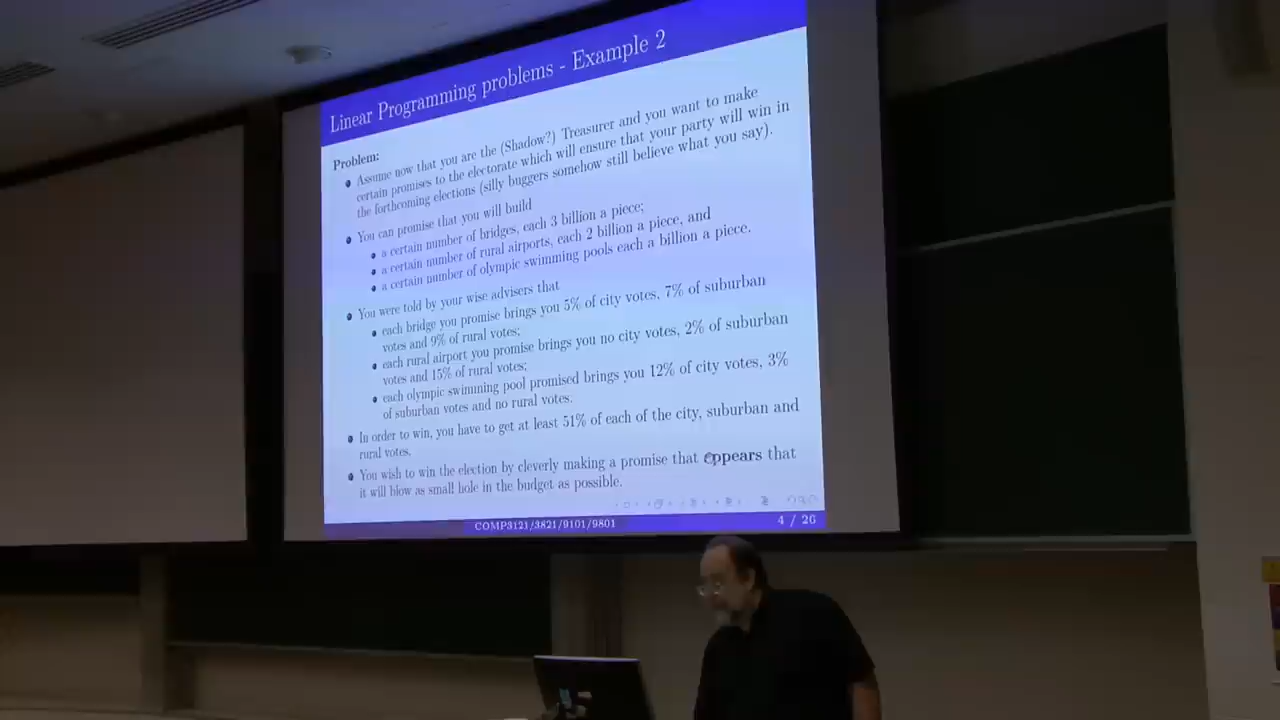 Linear Programming problems - Example 2
Problem:
Assume now that you are the (Shadow?) Treasurer and you want to make
certain promises to the electorate which will ensure that your party will win in
the forthcoming elections (silly buggers somehow still believe what you say).
You can promise that you will build
a certain number of bridges, each 3 billion a piece;
a certain number of rural airports, each 2 billion a piece, and
a certain number of olympic swimming pools each a billion a piece.
You were told by your wise advisers that
each bridge you promise brings you 5% of city votes, 7% of suburban
votes and 9% of rural votes;
each rural airport you promise brings you no city votes, 2% of suburban
votes and 15% of rural votes;
each olympic swimming pool promised brings you 12% of city votes, 3%
of suburban votes and no rural votes.
In order to win, you have to get at least 51% of each of the city, suburban and
rural votes.
You wish to win the election by cleverly making a promise that appears that
it will blow as small hole in the budget as possible.
COMP3121/3821/9101/9801
4 / 26